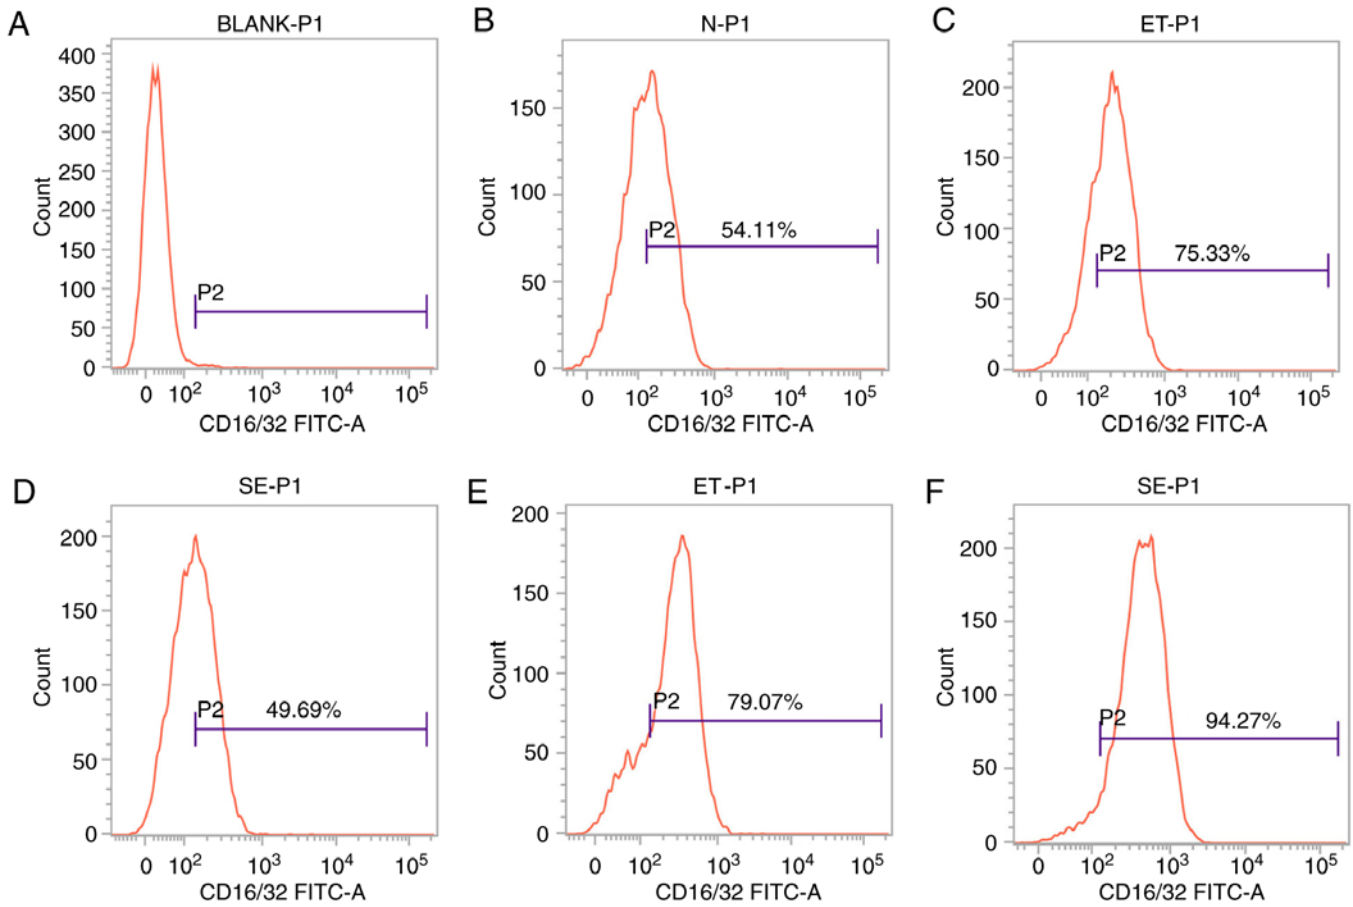 A
BLANK-P1
400
350
300
250
200
150
100
50
0
Count
P2
0 10² 10³ 10⁴ 10⁵
CD16/32 FITC-A
B
N-P1
150
100
50
0
Count
P2 54.11%
0 10² 10³ 10⁴ 10⁵
CD16/32 FITC-A
C
ET-P1
200
150
100
50
0
Count
P2 75.33%
0 10² 10³ 10⁴ 10⁵
CD16/32 FITC-A
D
SE-P1
200
150
100
50
0
Count
P2 49.69%
0 10² 10³ 10⁴ 10⁵
CD16/32 FITC-A
E
ET-P1
200
150
100
50
0
Count
P2 79.07%
0 10² 10³ 10⁴ 10⁵
CD16/32 FITC-A
F
SE-P1
200
150
100
50
0
Count
P2 94.27%
0 10² 10³ 10⁴ 10⁵
CD16/32 FITC-A